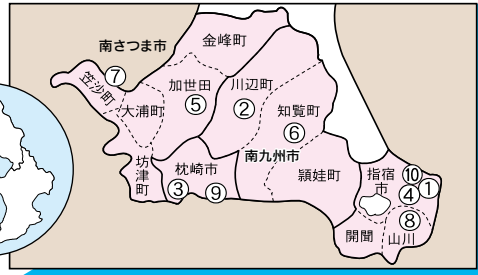 金峰町
南さつま市
⑦
笠沙町
加世田
⑤
川辺町
②
大浦町
知覧町
⑥
坊津町
枕崎市
③
⑨
南九州市
頴娃町
指宿市
⑩
①
④
⑧
開聞
山川